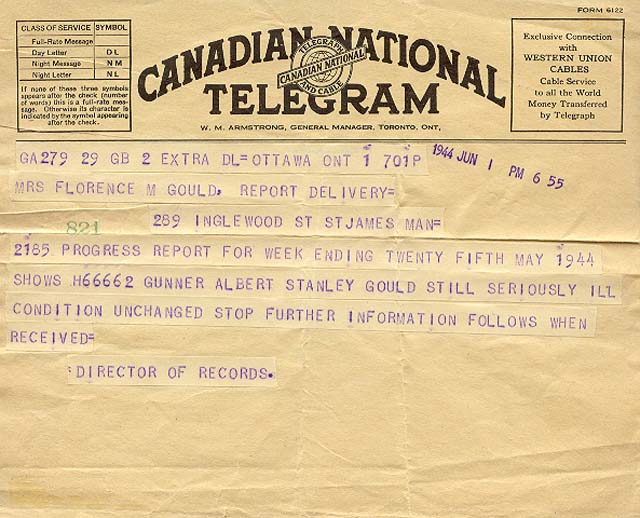 FORM 6122
CLASS OF SERVICE SYMBOL
Full-Rate Message
Day Letter D L
Night Message N M
Night Letter N L
If none of these three symbols
appears after the check (number
of words) this is a full-rate mes-
sage. Otherwise its character is
indicated by the symbol appearing
after the check.
CANADIAN NATIONAL
TELEGRAPH
CANADIAN NATIONAL
AND CABLE
TELEGRAM
W. M. ARMSTRONG, GENERAL MANAGER, TORONTO, ONT.
Exclusive Connection
with
WESTERN UNION
CABLES
Cable Service
to all the World
Money Transferred
by Telegraph
GA279 29 GB 2 EXTRA DL=OTTAWA ONT 1 701P
1944 JUN 1 PM 6 55
MRS FLORENCE M GOULD, REPORT DELIVERY=
821 289 INGLEWOOD ST STJAMES MAN=
2185 PROGRESS REPORT FOR WEEK ENDING TWENTY FIFTH MAY 1944
SHOWS H66662 GUNNER ALBERT STANLEY GOULD STILL SERIOUSLY ILL
CONDITION UNCHANGED STOP FURTHER INFORMATION FOLLOWS WHEN
RECEIVED=
DIRECTOR OF RECORDS.